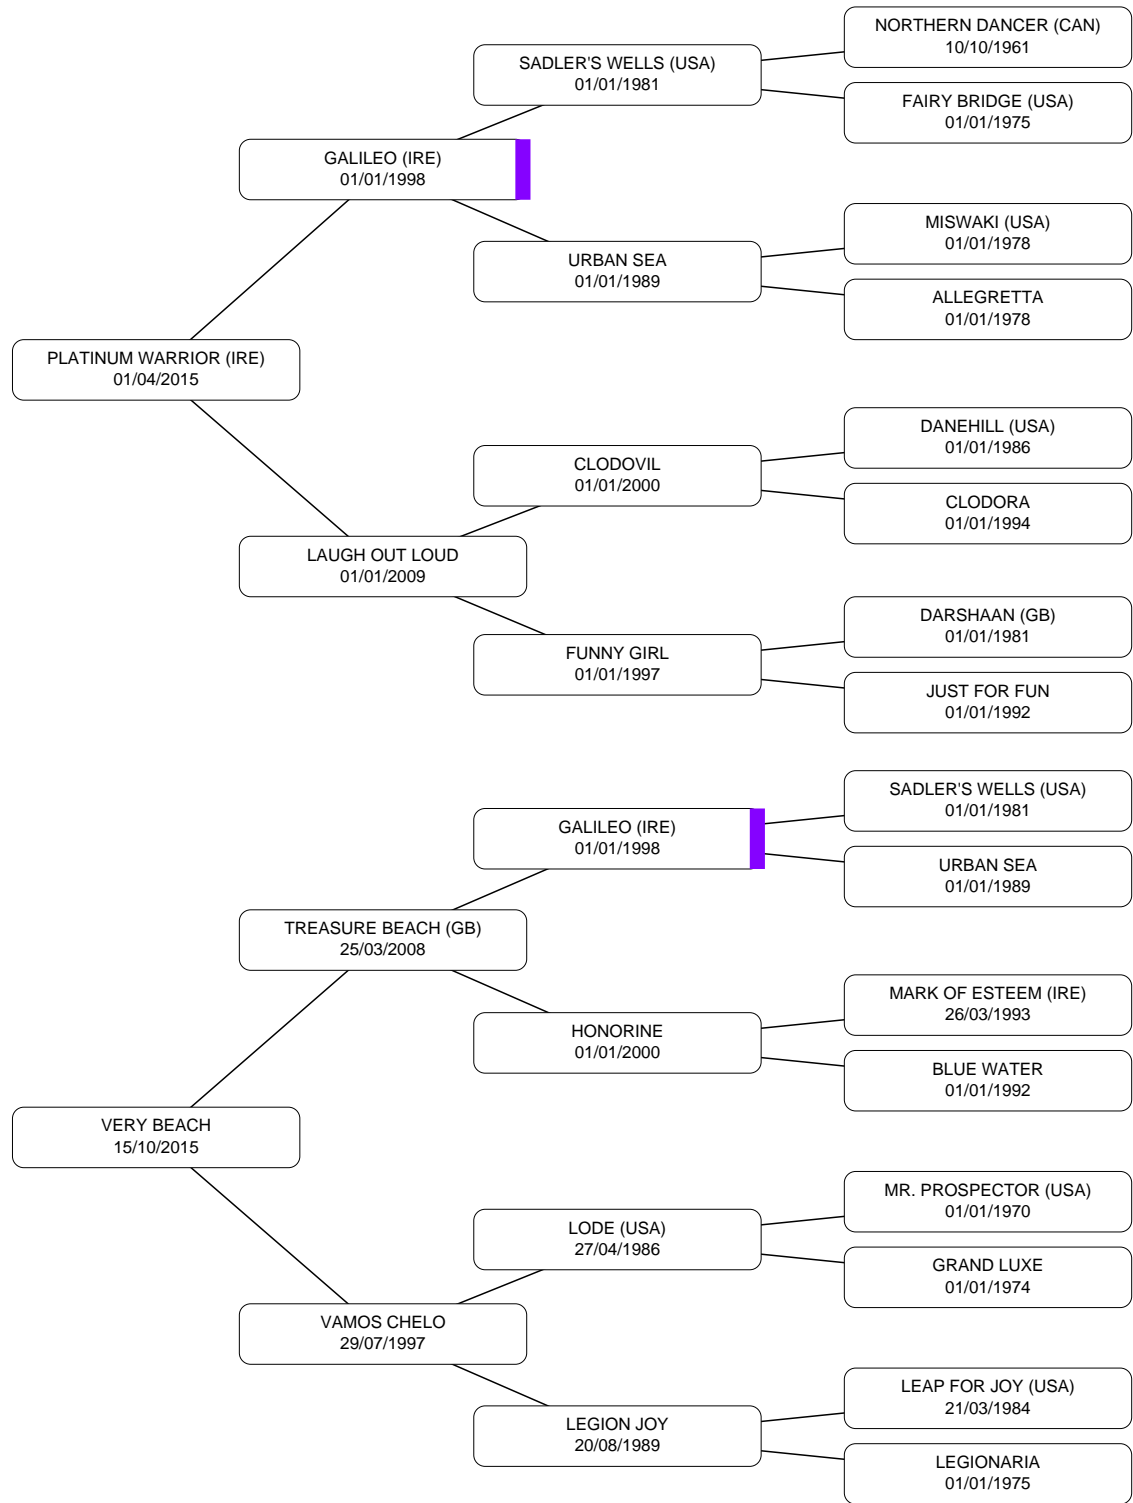 NORTHERN DANCER (CAN)
10/10/1961
SADLER'S WELLS (USA)
01/01/1981
FAIRY BRIDGE (USA)
01/01/1975
GALILEO (IRE)
01/01/1998
MISWAKI (USA)
01/01/1978
URBAN SEA
01/01/1989
ALLEGRETTA
01/01/1978
PLATINUM WARRIOR (IRE)
01/04/2015
DANEHILL (USA)
01/01/1986
CLODOVIL
01/01/2000
CLODORA
01/01/1994
LAUGH OUT LOUD
01/01/2009
DARSHAAN (GB)
01/01/1981
FUNNY GIRL
01/01/1997
JUST FOR FUN
01/01/1992
SADLER'S WELLS (USA)
01/01/1981
GALILEO (IRE)
01/01/1998
URBAN SEA
01/01/1989
TREASURE BEACH (GB)
25/03/2008
MARK OF ESTEEM (IRE)
26/03/1993
HONORINE
01/01/2000
BLUE WATER
01/01/1992
VERY BEACH
15/10/2015
MR. PROSPECTOR (USA)
01/01/1970
LODE (USA)
27/04/1986
GRAND LUXE
01/01/1974
VAMOS CHELO
29/07/1997
LEAP FOR JOY (USA)
21/03/1984
LEGION JOY
20/08/1989
LEGIONARIA
01/01/1975